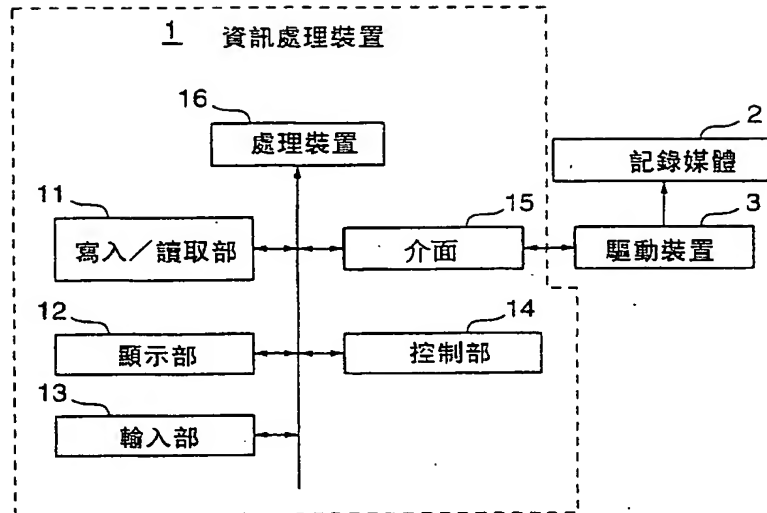 1 資訊處理裝置
16
處理裝置
2
記錄媒體
11
寫入／讀取部
15
介面
3
驅動裝置
12
顯示部
14
控制部
13
輸入部